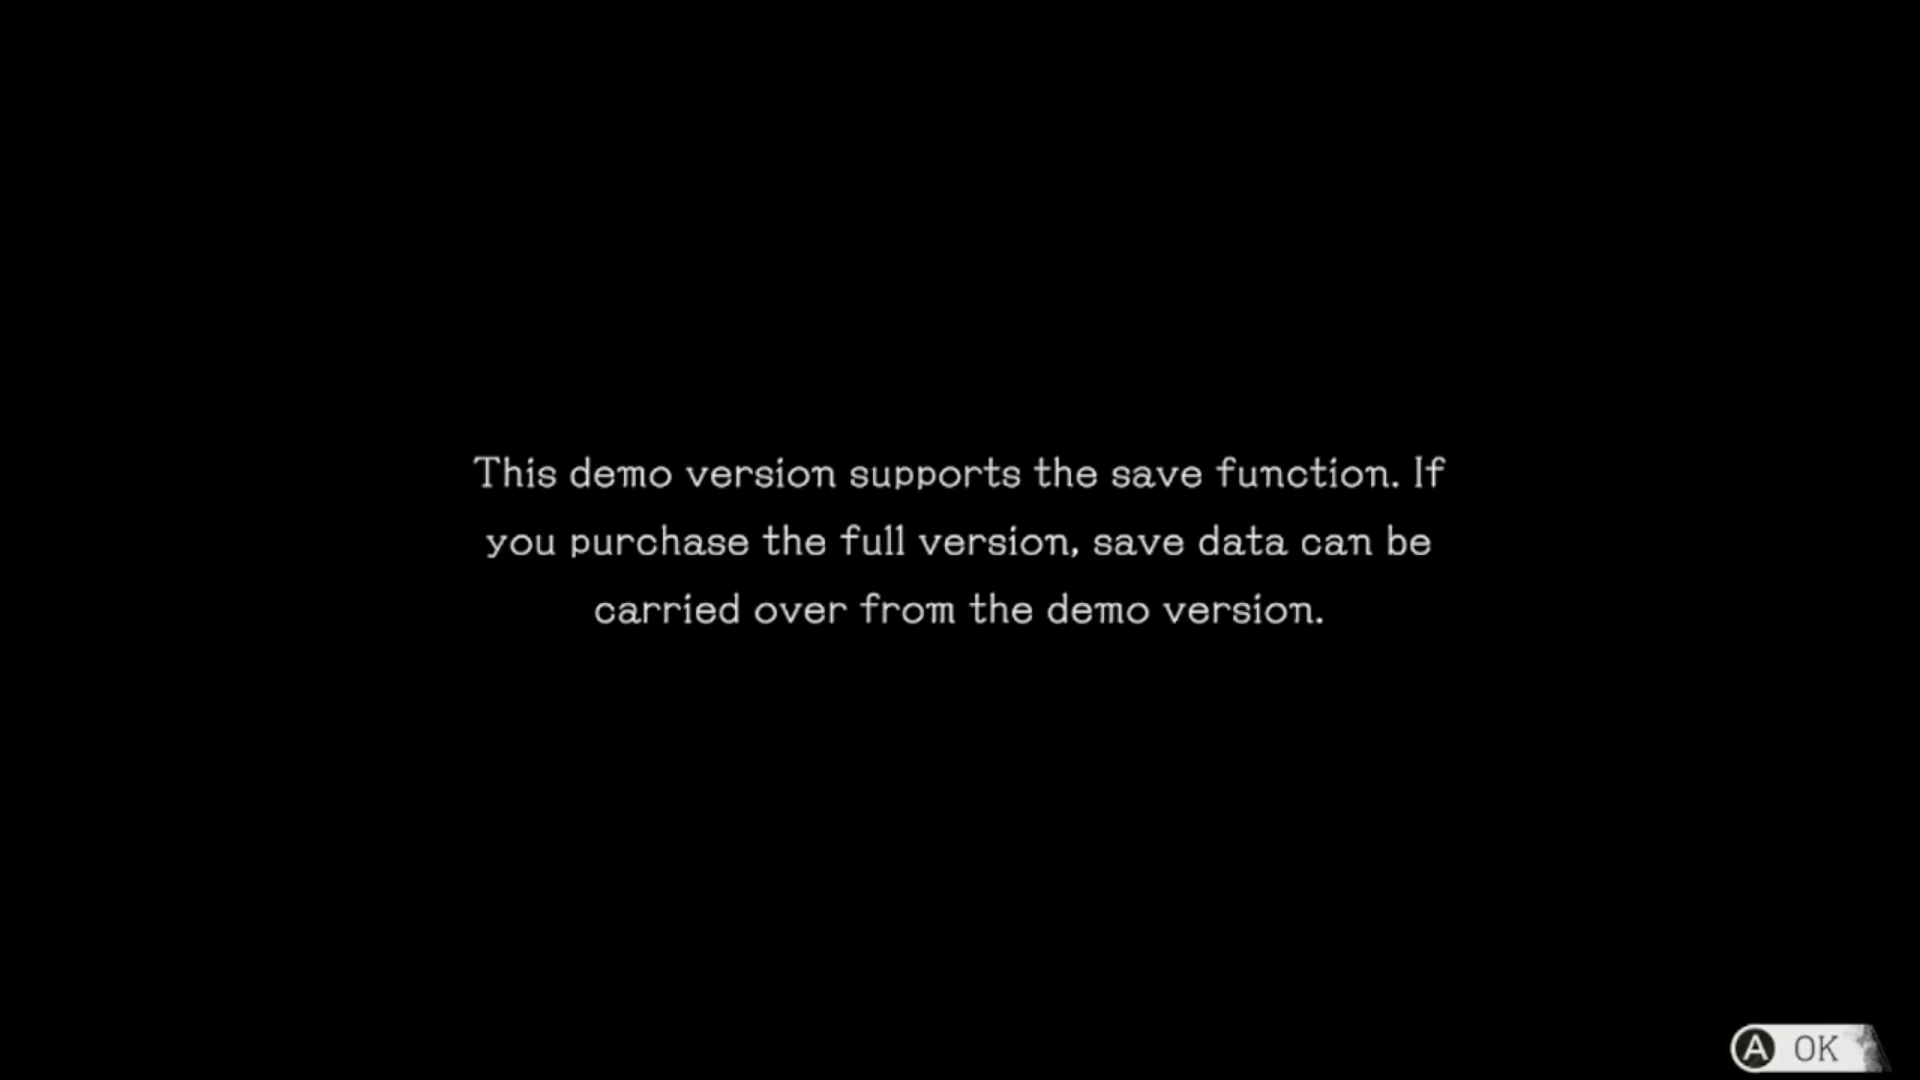 This demo version supports the save function. If
you purchase the full version, save data can be
carried over from the demo version.
A OK